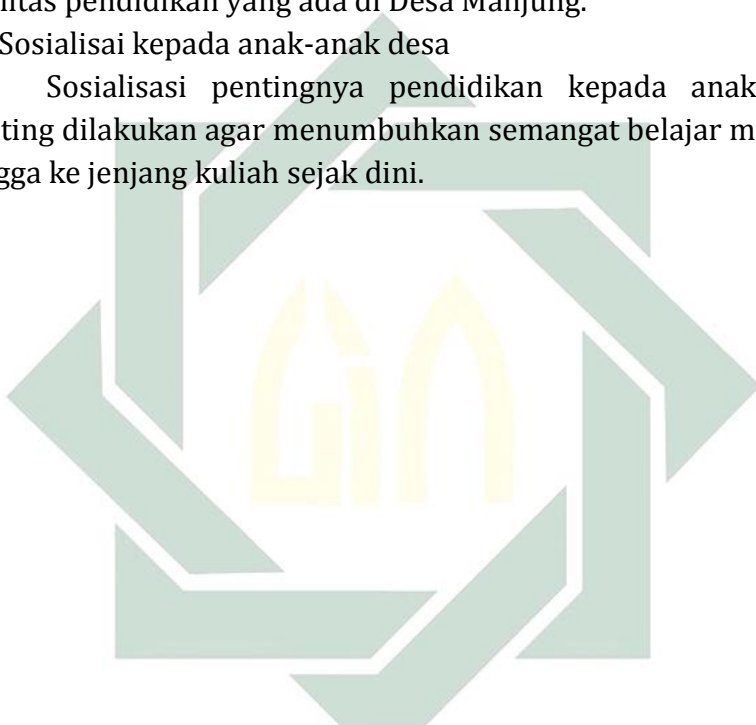 litas pendidikan yang ada di Desa Manjung.
Sosialisai kepada anak-anak desa
Sosialisasi pentingnya pendidikan kepada anak
ting dilakukan agar menumbuhkan semangat belajar m
gga ke jenjang kuliah sejak dini.